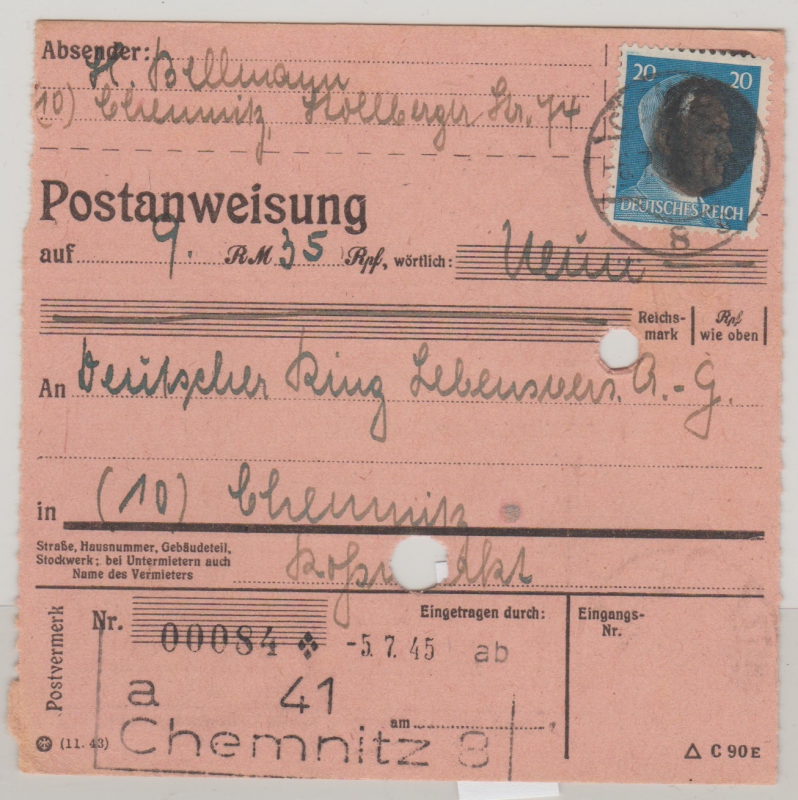 Absender: H. Bellmann
(10) Chemnitz, Stollberger Str. 74
20 20
DEUTSCHES REICH
8
Postanweisung
auf 9. RM 35 Rpf, wörtlich: Neun
Reichs-mark Rpf wie oben
An Deutscher Ring Lebensvers. A.-G.
in (10) Chemnitz
Straße, Hausnummer, Gebäudeteil,
Stockwerk; bei Untermietern auch
Name des Vermieters
Postvermerk
Nr. 00084 Eingetragen durch: Eingangs-Nr.
-5.7.45 ab
a 41
am
Chemnitz 8
(11. 43) C 90 E